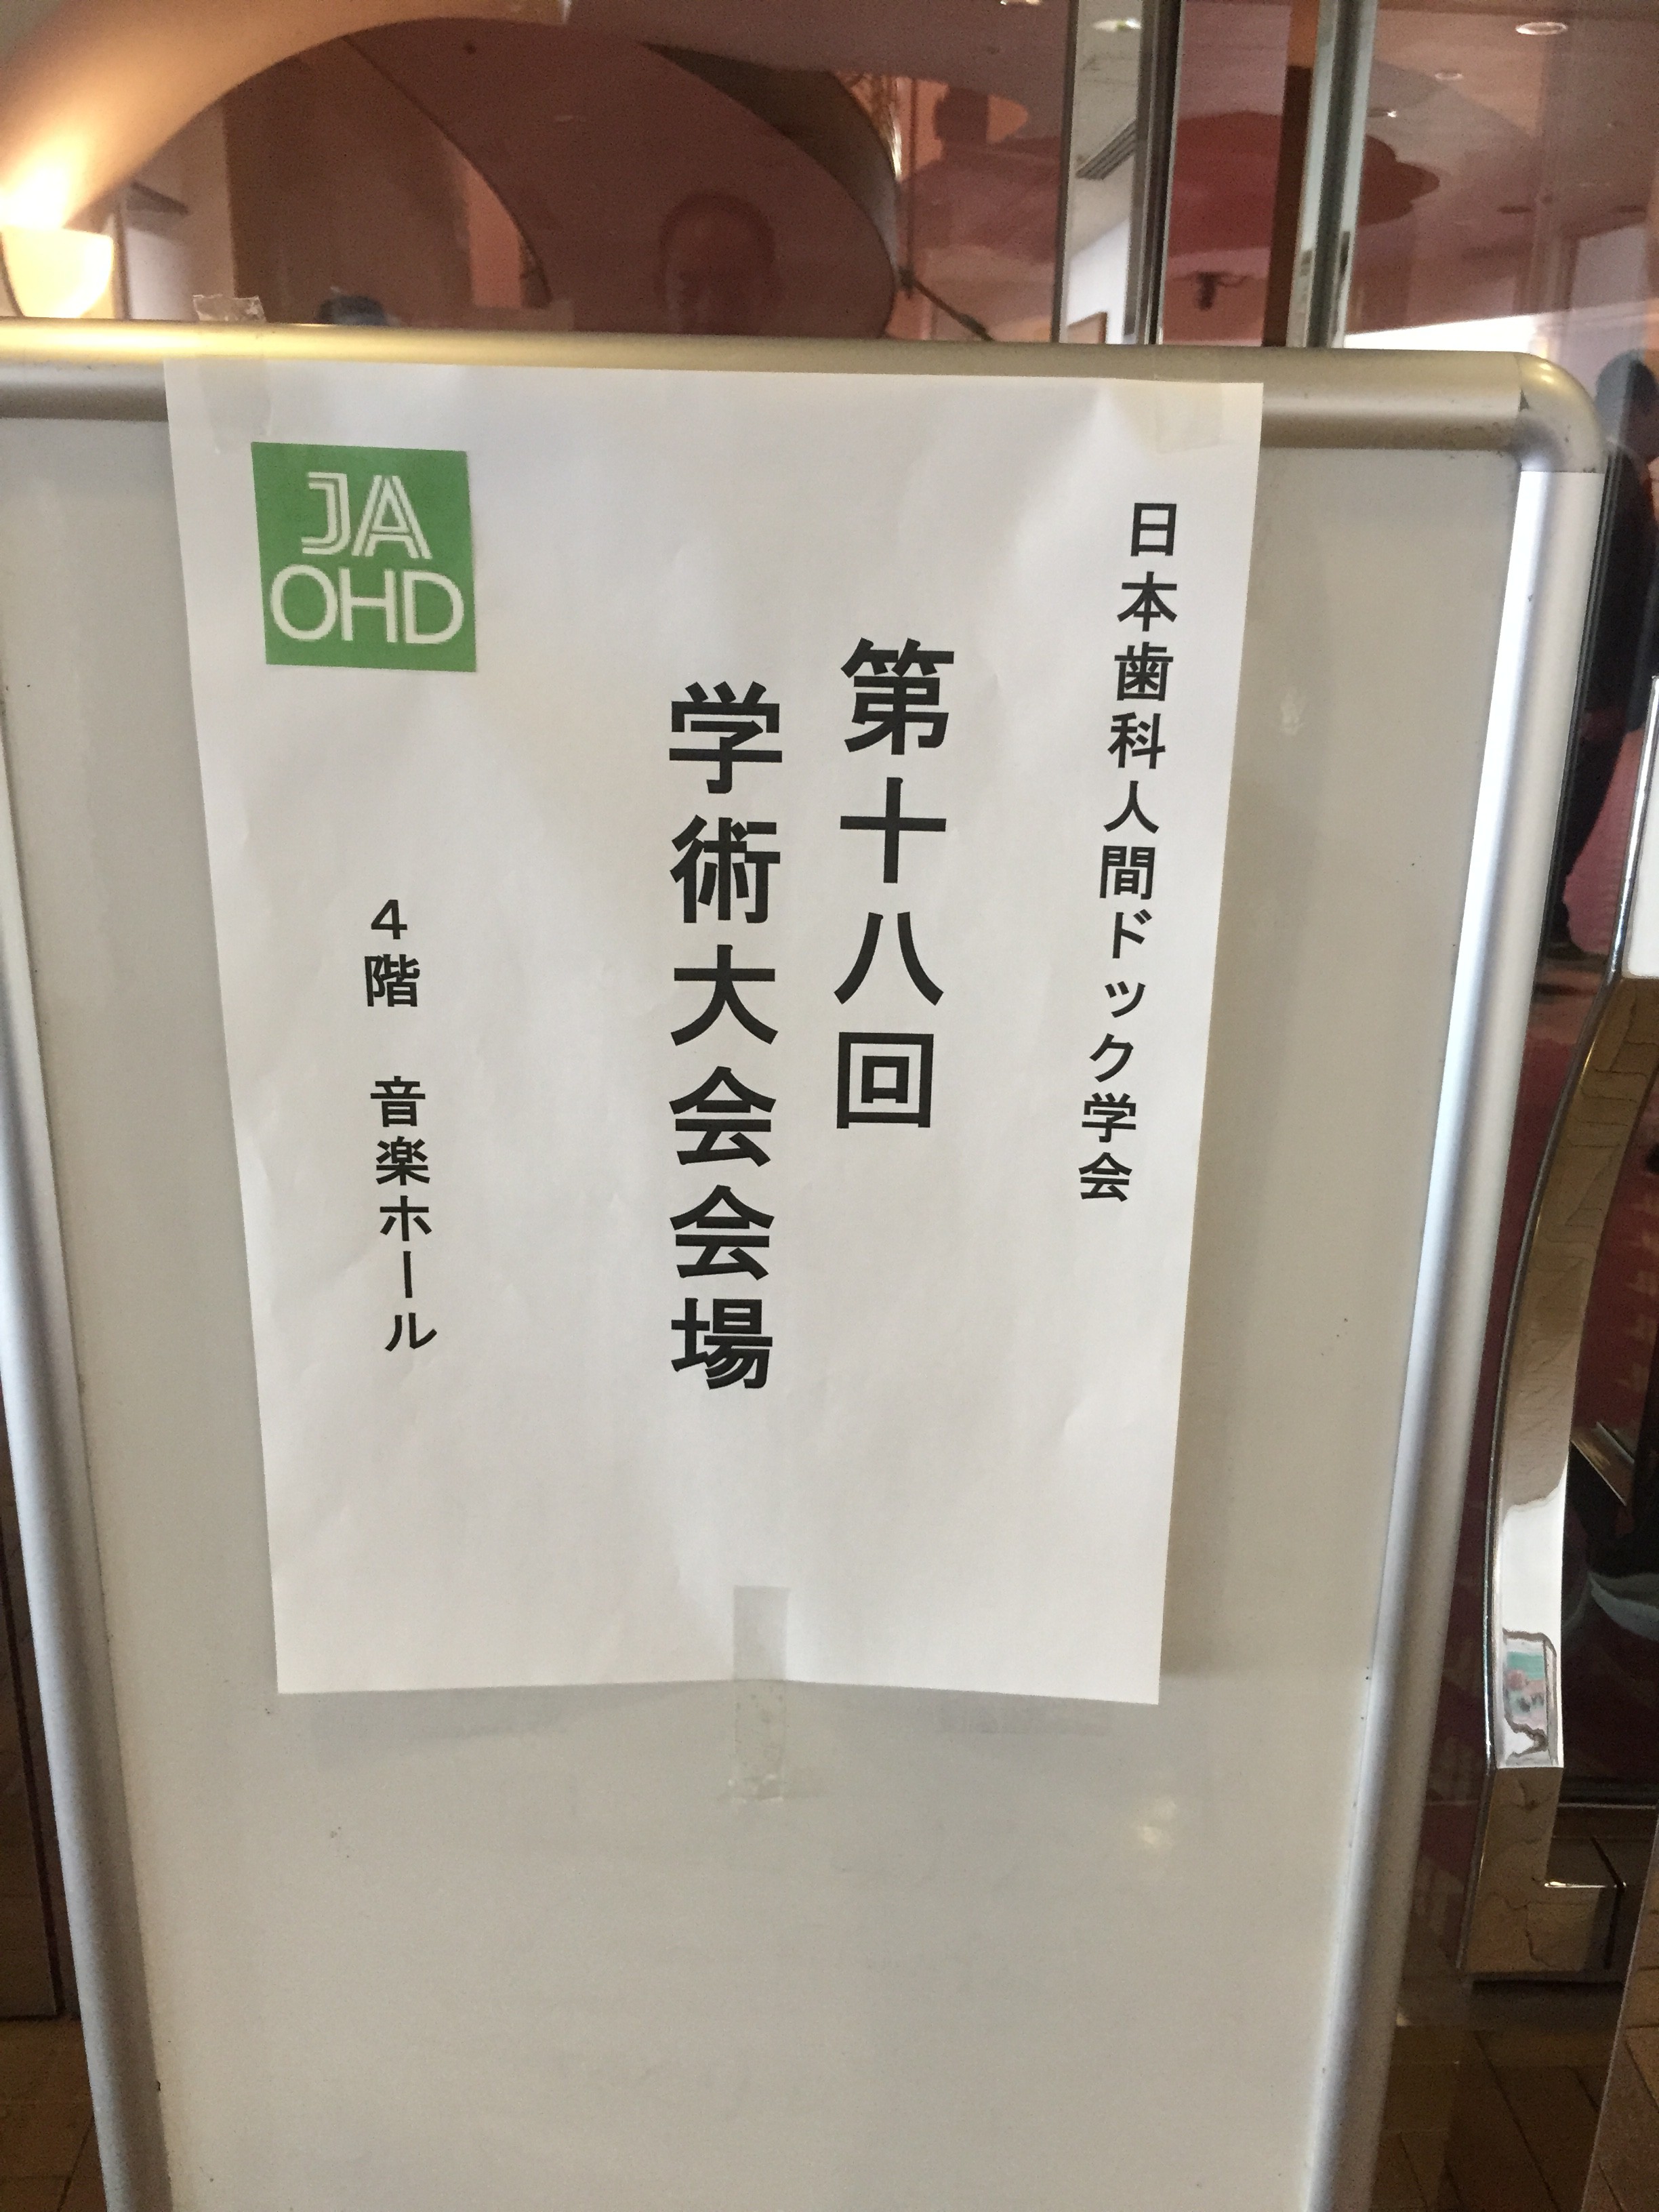 日本歯科人間ドック学会
第十八回
学術大会会場
4階　音楽ホール
JA
OHD